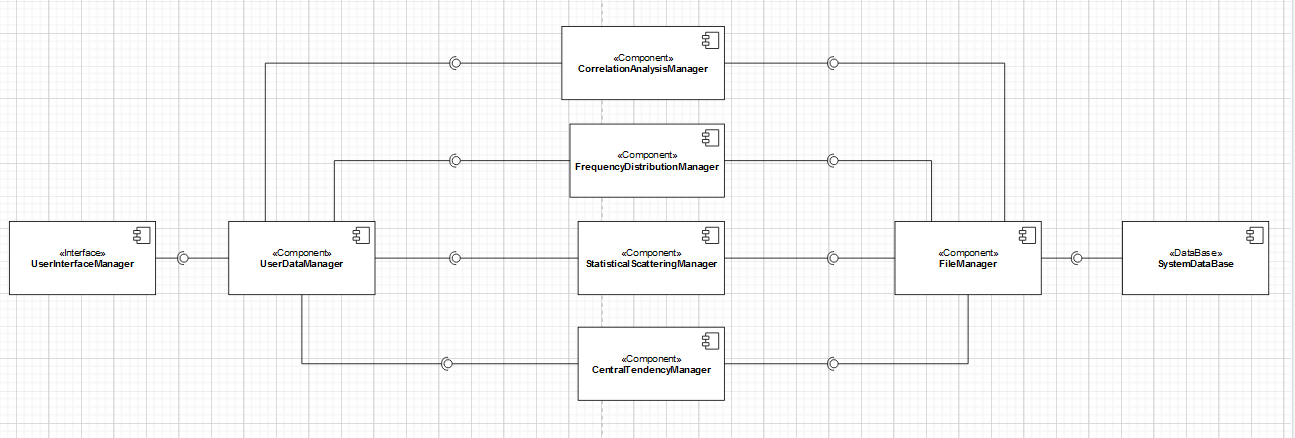 «Component»
CorrelationAnalysisManager
«Component»
FrequencyDistributionManager
«Interface»
UserInterfaceManager
«Component»
UserDataManager
«Component»
StatisticalScatteringManager
«Component»
FileManager
«DataBase»
SystemDataBase
«Component»
CentralTendencyManager